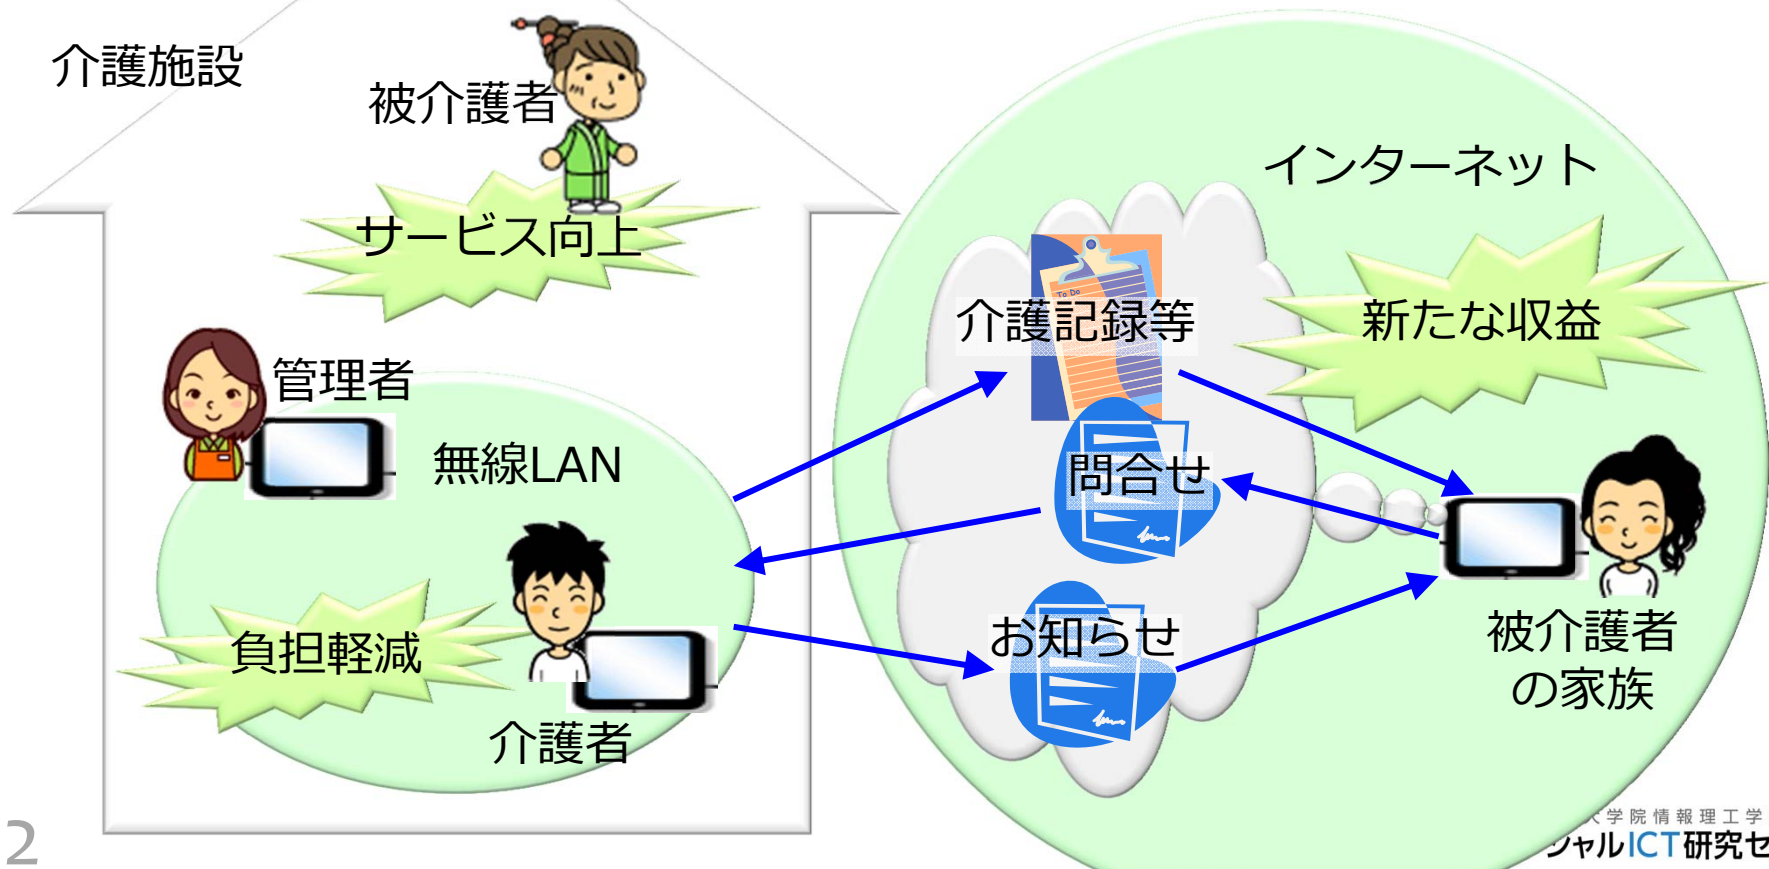 介護施設
被介護者
サービス向上
管理者
無線LAN
負担軽減
介護者
インターネット
To Do
介護記録等
新たな収益
問合せ
お知らせ
被介護者
の家族
学院情報理工学
シャルICT研究セ
2